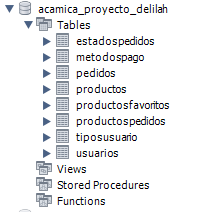 acamica_proyecto_delilah
Tables
estadospedidos
metodospago
pedidos
productos
productosfavoritos
productospedidos
tiposusuario
usuarios
Views
Stored Procedures
Functions